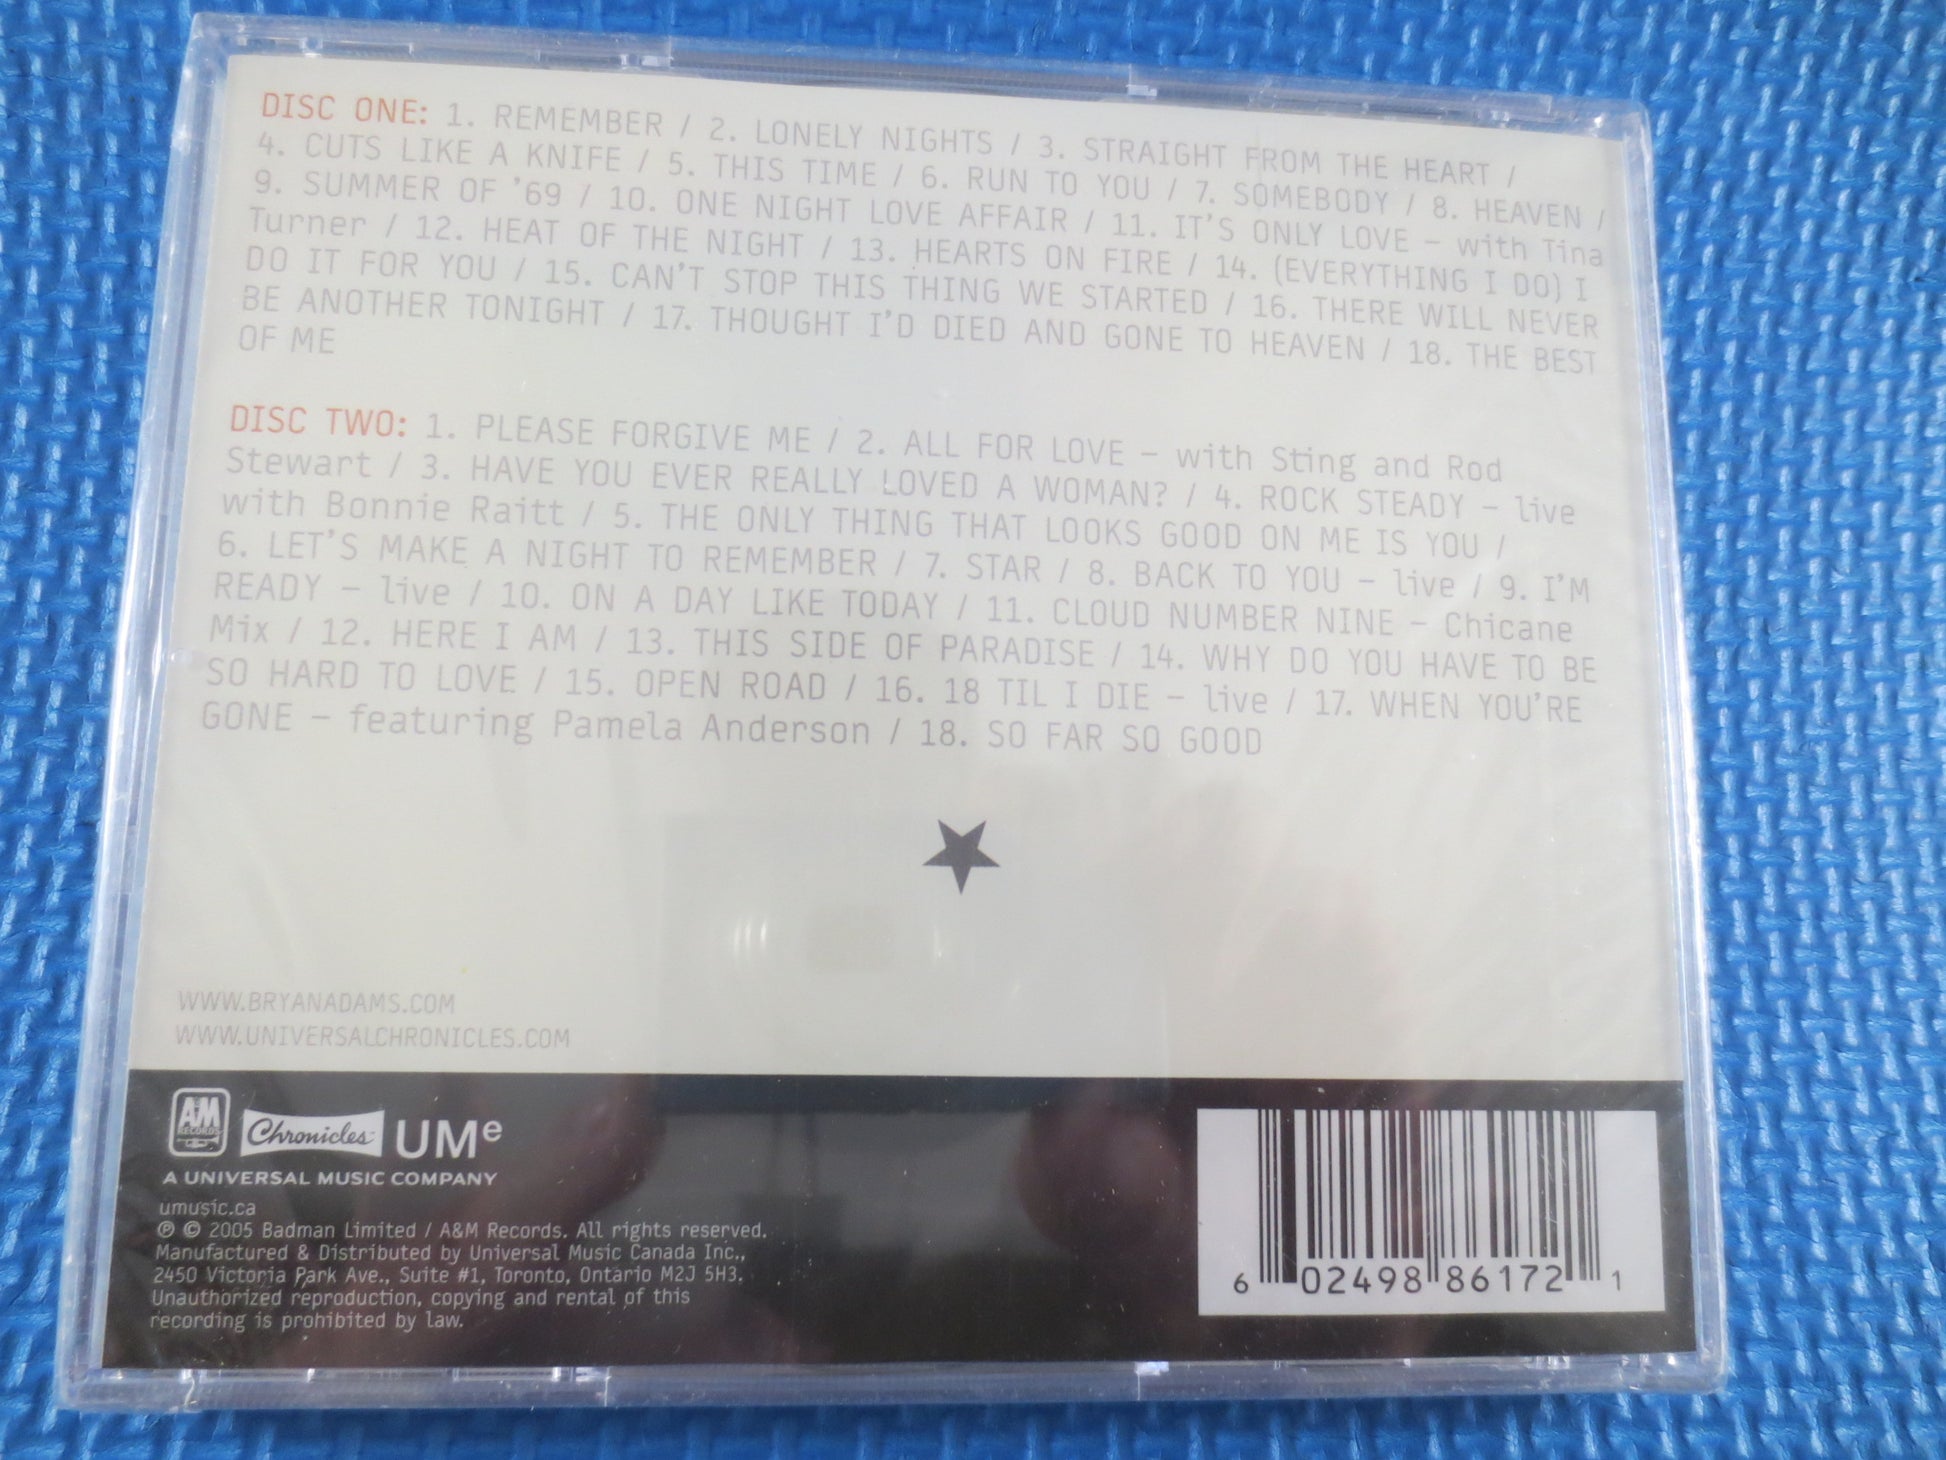 DISC ONE: 1. REMEMBER / 2. LONELY NIGHTS / 3. STRAIGHT FROM THE HEART /
4. CUTS LIKE A KNIFE / 5. THIS TIME / 6. RUN TO YOU / 7. SOMEBODY / 8. HEAVEN /
9. SUMMER OF '69 / 10. ONE NIGHT LOVE AFFAIR / 11. IT'S ONLY LOVE – with Tina
Turner / 12. HEAT OF THE NIGHT / 13. HEARTS ON FIRE / 14. (EVERYTHING I DO) I
DO IT FOR YOU / 15. CAN'T STOP THIS THING WE STARTED / 16. THERE WILL NEVER
BE ANOTHER TONIGHT / 17. THOUGHT I'D DIED AND GONE TO HEAVEN / 18. THE BEST
OF ME
DISC TWO: 1. PLEASE FORGIVE ME / 2. ALL FOR LOVE – with Sting and Rod
Stewart / 3. HAVE YOU EVER REALLY LOVED A WOMAN? / 4. ROCK STEADY – live
with Bonnie Raitt / 5. THE ONLY THING THAT LOOKS GOOD ON ME IS YOU /
6. LET'S MAKE A NIGHT TO REMEMBER / 7. STAR / 8. BACK TO YOU – live / 9. I'M
READY – live / 10. ON A DAY LIKE TODAY / 11. CLOUD NUMBER NINE – Chicane
Mix / 12. HERE I AM / 13. THIS SIDE OF PARADISE / 14. WHY DO YOU HAVE TO BE
SO HARD TO LOVE / 15. OPEN ROAD / 16. 18 TIL I DIE – live / 17. WHEN YOU'RE
GONE – featuring Pamela Anderson / 18. SO FAR SO GOOD
WWW.BRYANADAMS.COM
WWW.UNIVERSALCHRONICLES.COM
A&M RECORDS Chronicles UMe
A UNIVERSAL MUSIC COMPANY
umusic.ca
℗ © 2005 Badman Limited / A&M Records. All rights reserved.
Manufactured & Distributed by Universal Music Canada Inc.,
2450 Victoria Park Ave., Suite #1, Toronto, Ontario M2J 5H3.
Unauthorized reproduction, copying and rental of this
recording is prohibited by law.
6 02498 86172 1